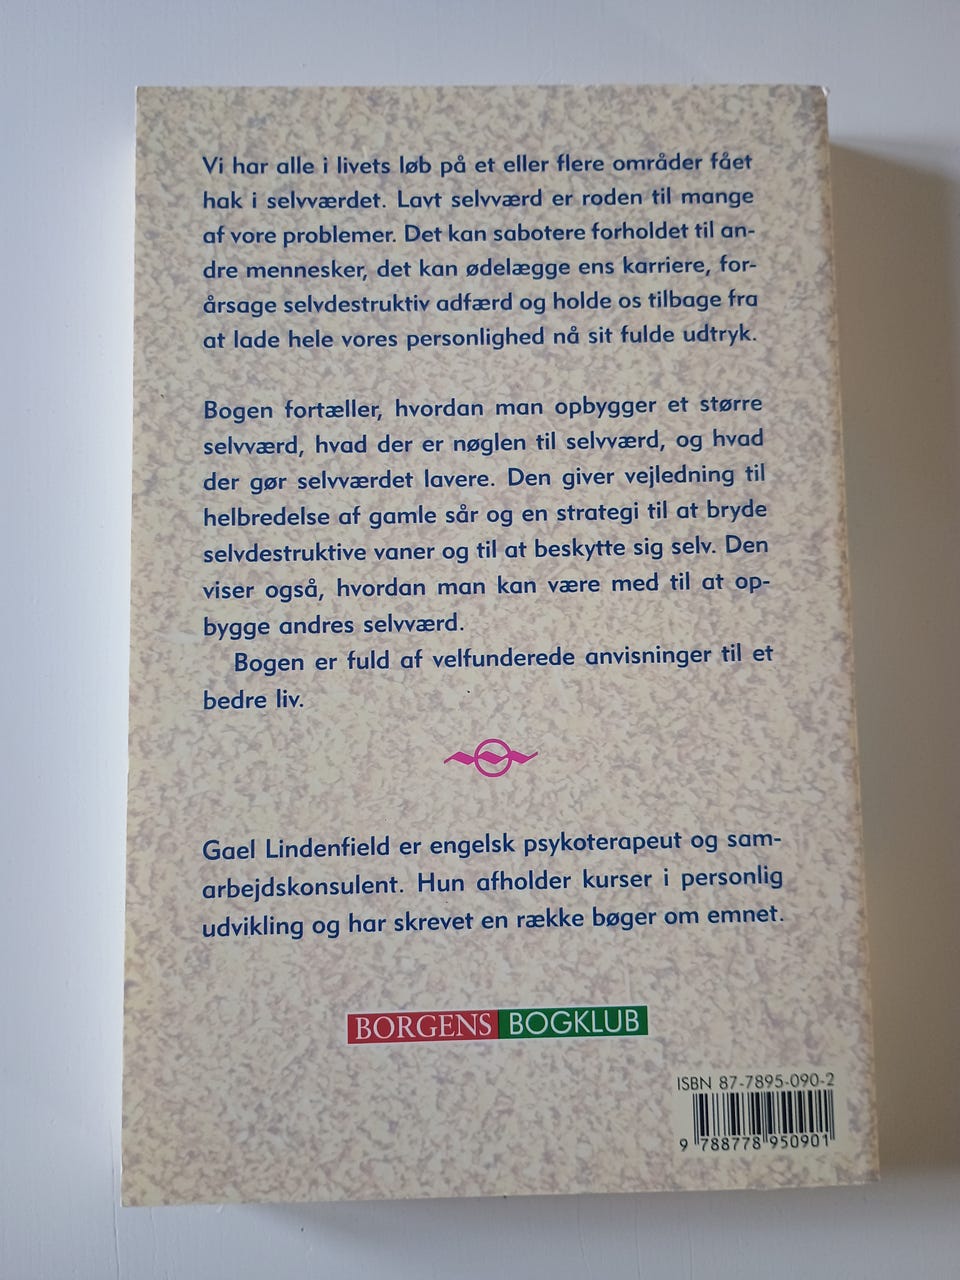 Vi har alle i livets løb på et eller flere områder fået
hak i selvværdet. Lavt selvværd er roden til mange
af vore problemer. Det kan sabotere forholdet til an-
dre mennesker, det kan ødelægge ens karriere, for-
årsage selvdestruktiv adfærd og holde os tilbage fra
at lade hele vores personlighed nå sit fulde udtryk.
Bogen fortæller, hvordan man opbygger et større
selvværd, hvad der er nøglen til selvværd, og hvad
der gør selvværdet lavere. Den giver vejledning til
helbredelse af gamle sår og en strategi til at bryde
selvdestruktive vaner og til at beskytte sig selv. Den
viser også, hvordan man kan være med til at op-
bygge andres selvværd.
Bogen er fuld af velfunderede anvisninger til et
bedre liv.
Gael Lindenfield er engelsk psykoterapeut og sam-
arbejdskonsulent. Hun afholder kurser i personlig
udvikling og har skrevet en række bøger om emnet.
BORGENS BOGKLUB
ISBN 87-7895-090-2
9 788778 950901